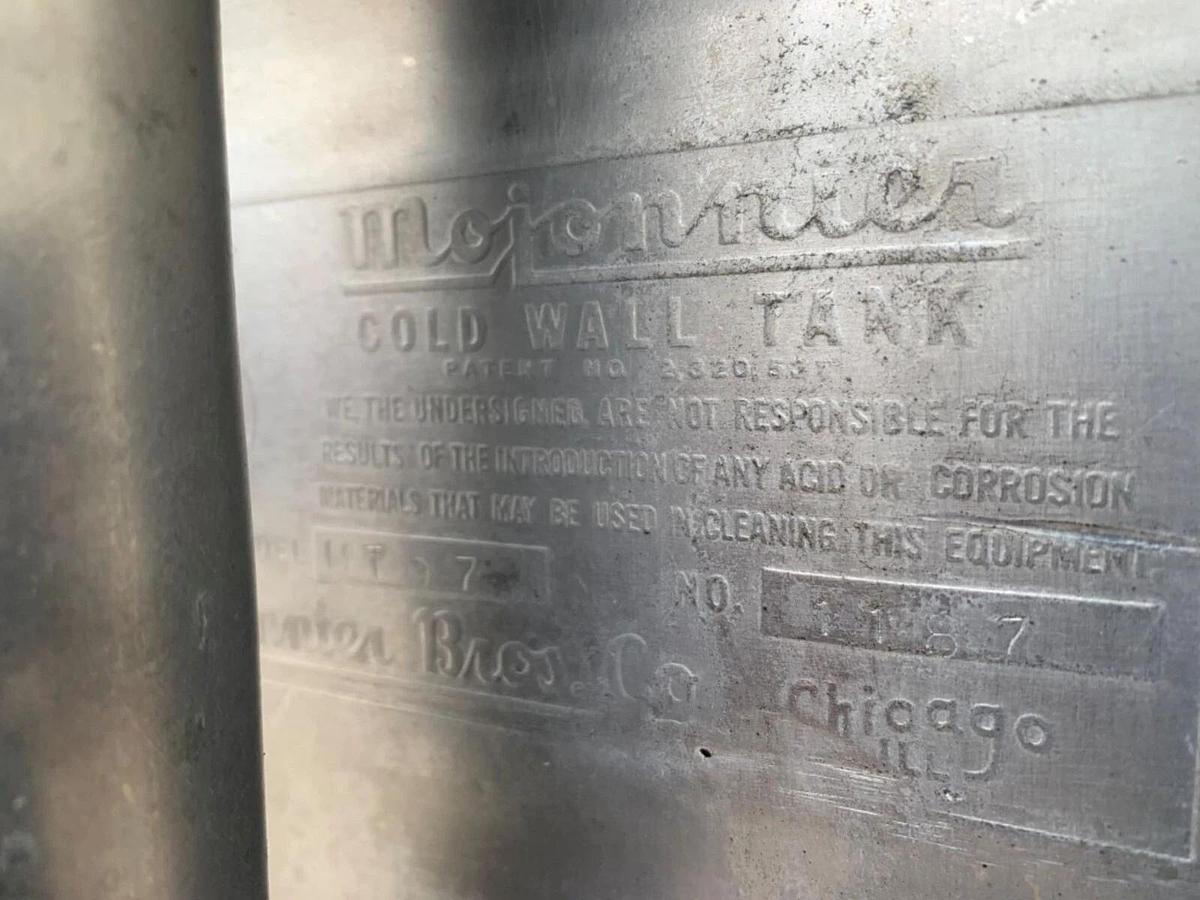 Mojonnier
COLD WALL TANK
PATENT NO.
WE, THE UNDERSIGNED, ARE NOT RESPONSIBLE FOR THE
RESULTS OF THE INTRODUCTION OF ANY ACID OR CORROSION
MATERIALS THAT MAY BE USED IN CLEANING THIS EQUIPMENT.
NO.
Bros. Co
Chicago
ILL